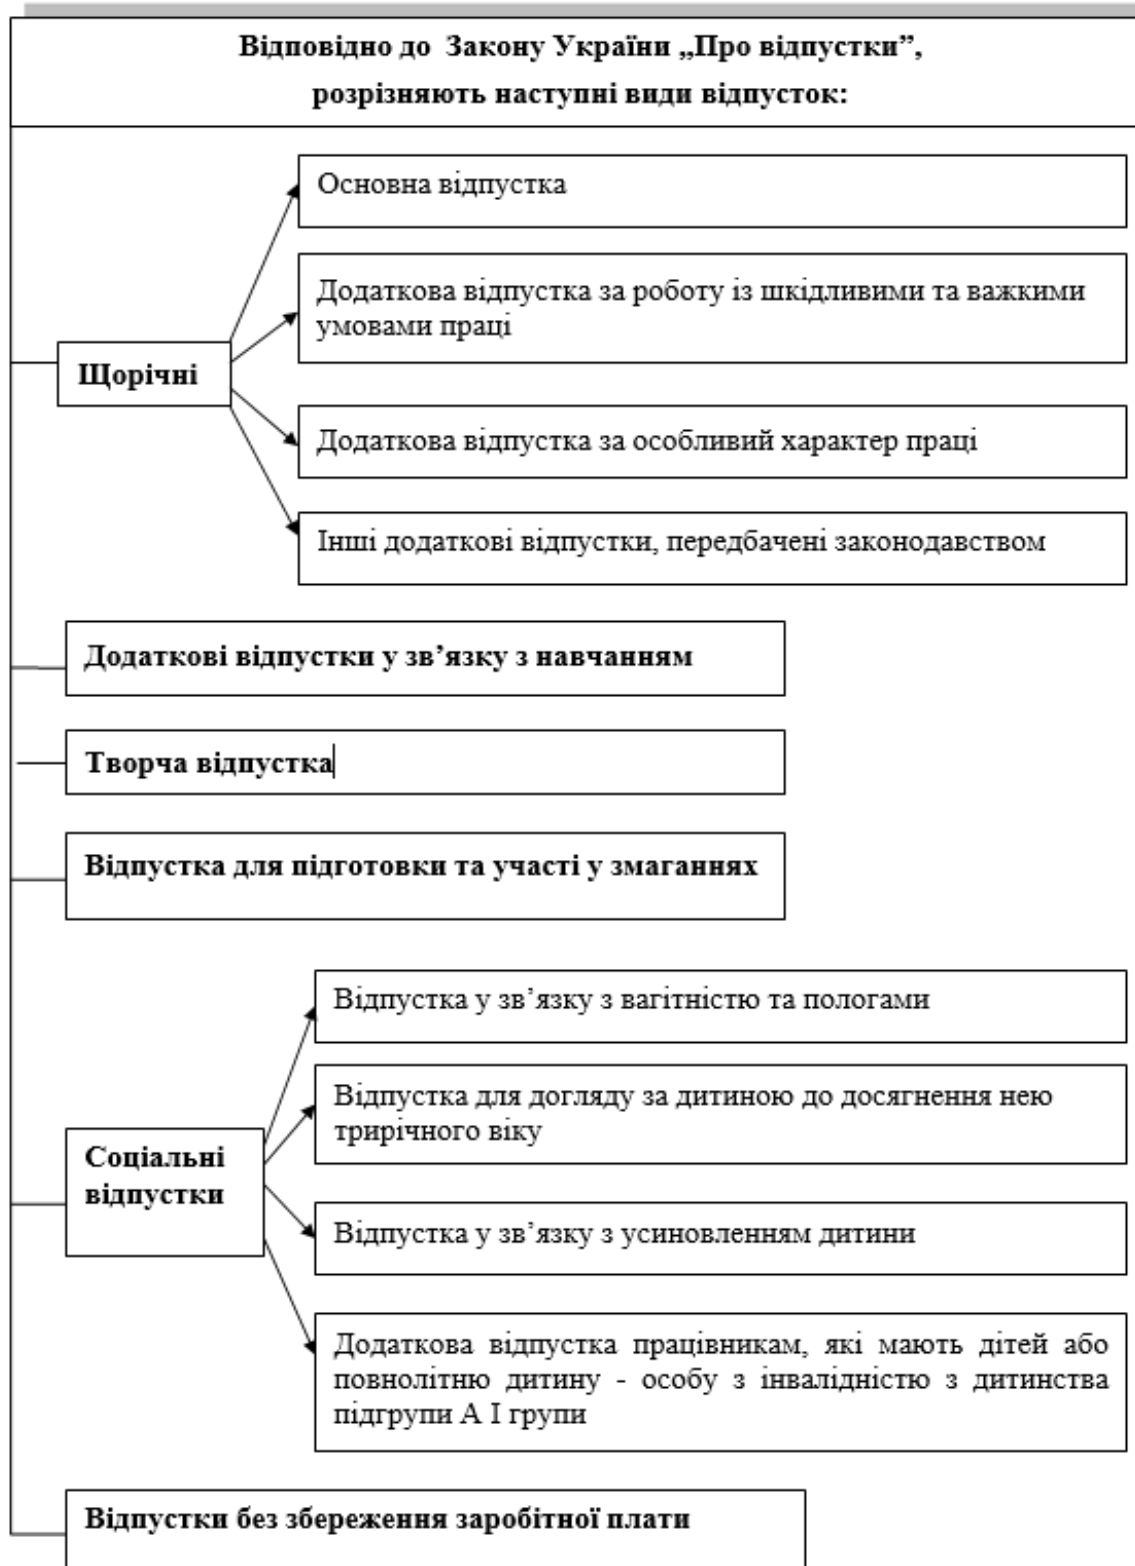 Відповідно до Закону України „Про відпустки”,
розрізняють наступні види відпусток:
Щорічні
Основна відпустка
Додаткова відпустка за роботу із шкідливими та важкими
умовами праці
Додаткова відпустка за особливий характер праці
Інші додаткові відпустки, передбачені законодавством
Додаткові відпустки у зв’язку з навчанням
Творча відпустка
Відпустка для підготовки та участі у змаганнях
Соціальні
відпустки
Відпустка у зв’язку з вагітністю та пологами
Відпустка для догляду за дитиною до досягнення нею
трирічного віку
Відпустка у зв’язку з усиновленням дитини
Додаткова відпустка працівникам, які мають дітей або
повнолітню дитину - особу з інвалідністю з дитинства
підгрупи А І групи
Відпустки без збереження заробітної плати